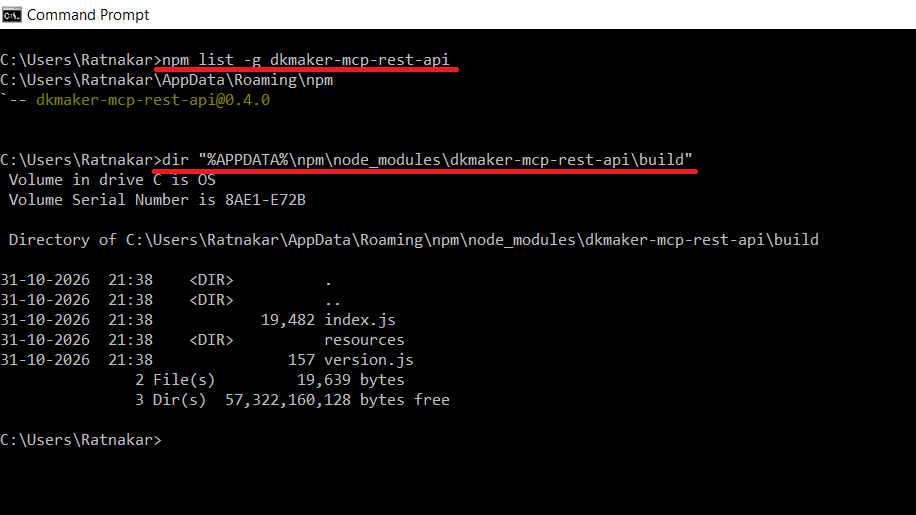 Command Prompt
C:\Users\Ratnakar>npm list -g dkmaker-mcp-rest-api
C:\Users\Ratnakar\AppData\Roaming\npm
`-- dkmaker-mcp-rest-api@0.4.0
C:\Users\Ratnakar>dir "%APPDATA%\npm\node_modules\dkmaker-mcp-rest-api\build"
 Volume in drive C is OS
 Volume Serial Number is 8AE1-E72B
 Directory of C:\Users\Ratnakar\AppData\Roaming\npm\node_modules\dkmaker-mcp-rest-api\build
31-10-2026  21:38    <DIR>          .
31-10-2026  21:38    <DIR>          ..
31-10-2026  21:38            19,482 index.js
31-10-2026  21:38    <DIR>          resources
31-10-2026  21:38               157 version.js
               2 File(s)         19,639 bytes
               3 Dir(s)  57,322,160,128 bytes free
C:\Users\Ratnakar>